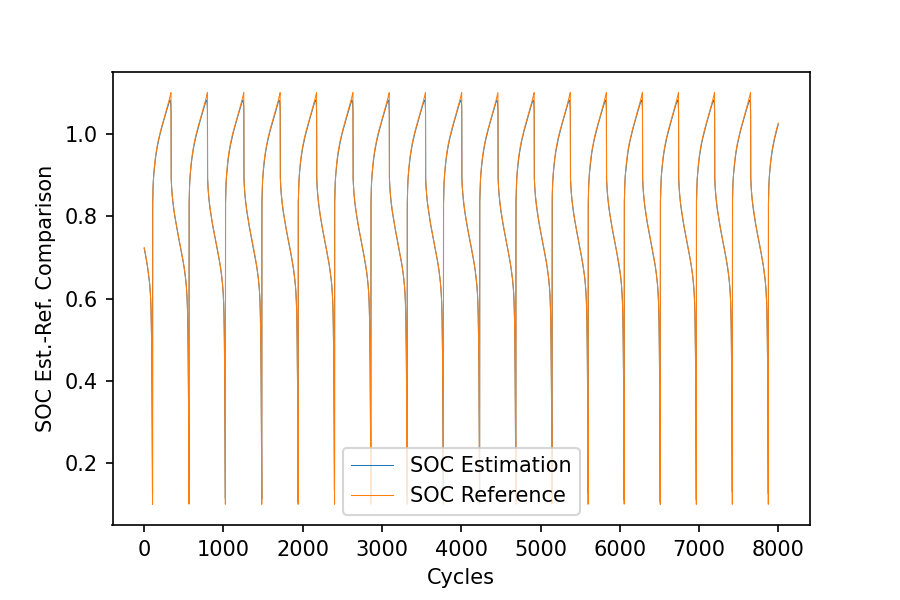 1.0
0.8
0.6
0.4
0.2
SOC Est.-Ref. Comparison
SOC Estimation
SOC Reference
0 1000 2000 3000 4000 5000 6000 7000 8000
Cycles